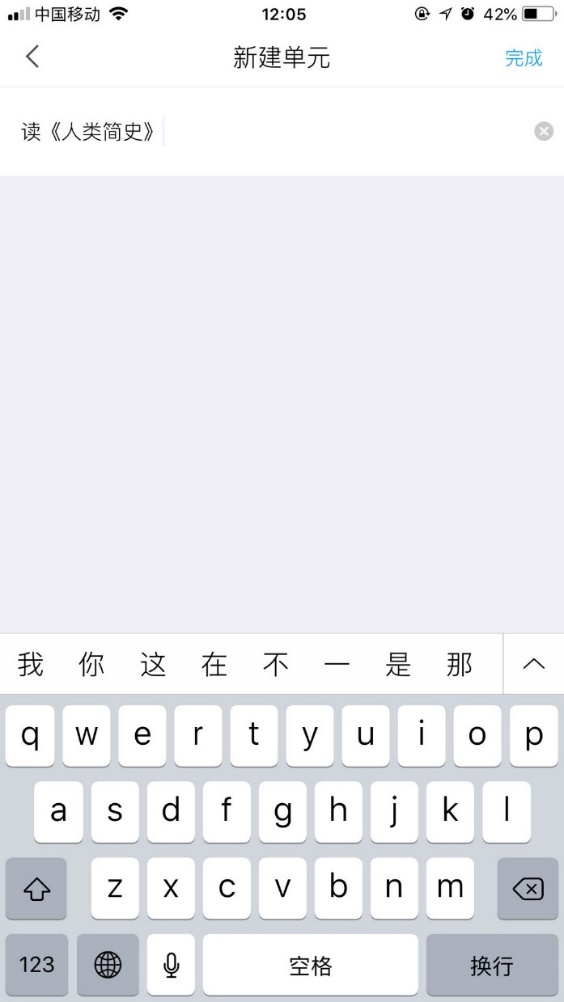 中国移动 12:05 42%
新建单元 完成
读《人类简史》
我 你 这 在 不 一 是 那
q w e r t y u i o p
a s d f g h j k l
z x c v b n m
123 空格 换行